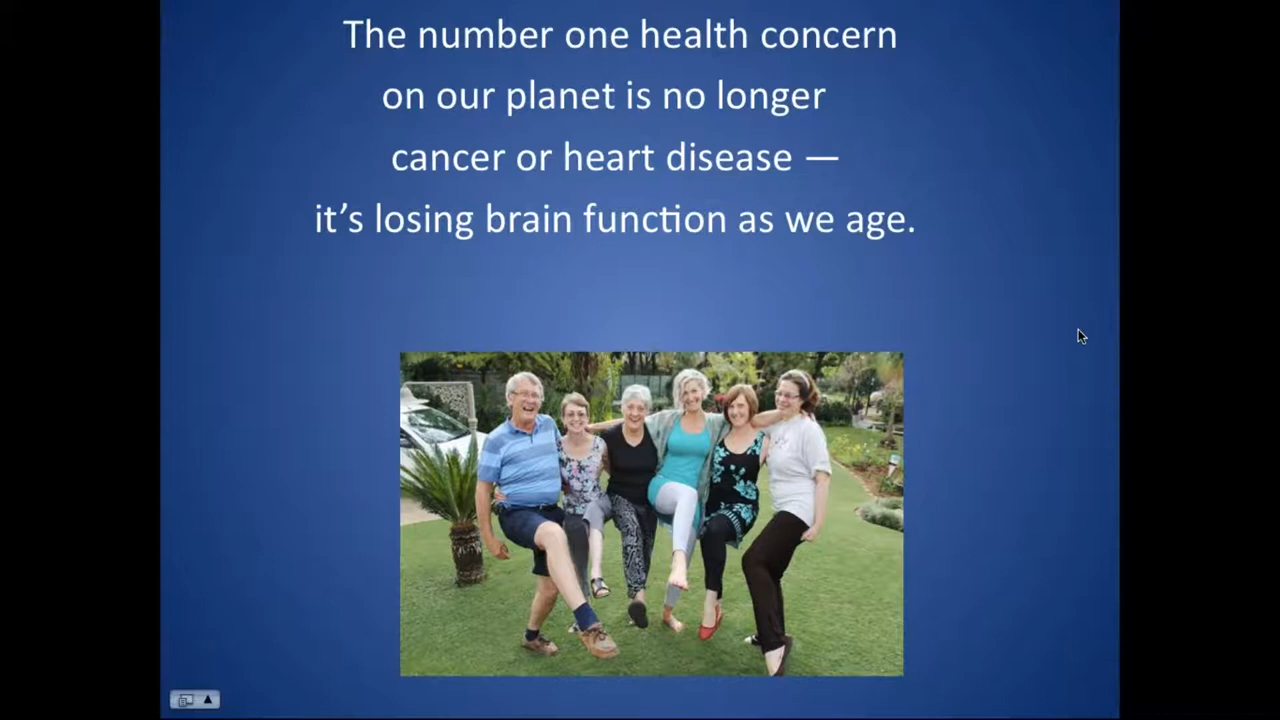 The number one health concern
on our planet is no longer
cancer or heart disease —
it’s losing brain function as we age.